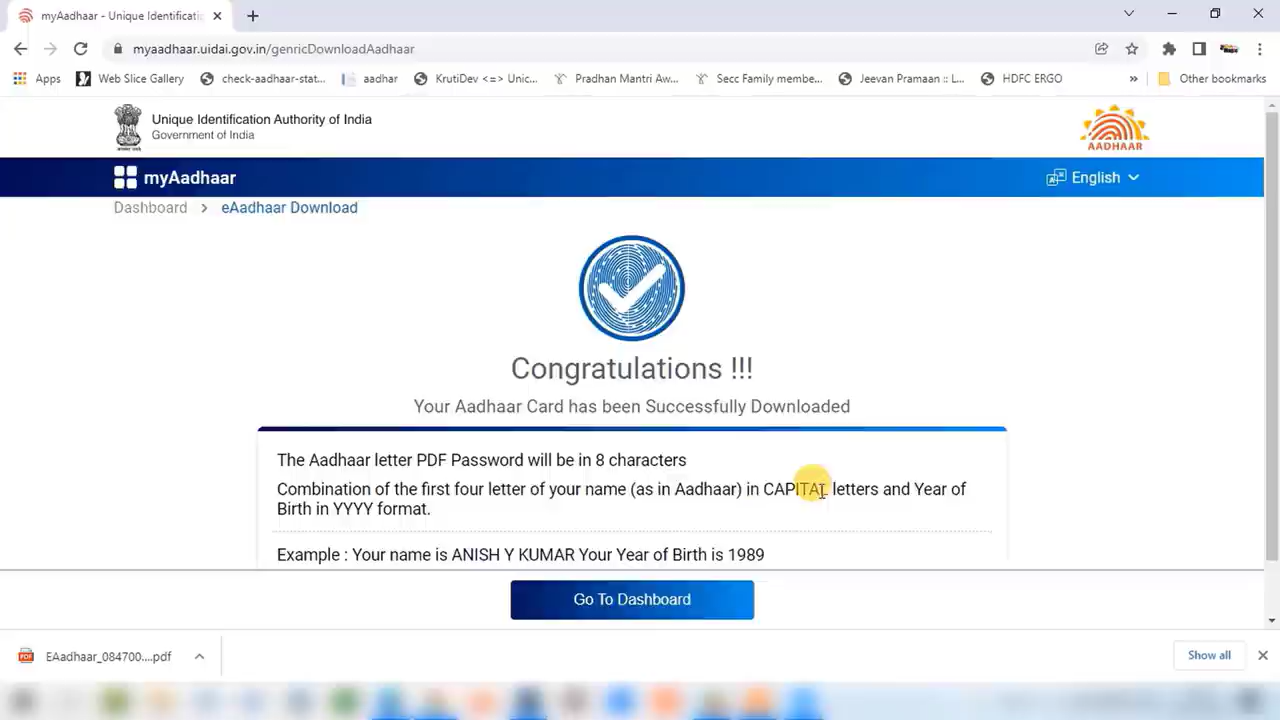 myAadhaar - Unique Identificati
myaadhaar.uidai.gov.in/genricDownloadAadhaar
Apps
Web Slice Gallery
check-aadhaar-stat...
aadhar
KrutiDev <=> Unic...
Pradhan Mantri Aw...
Secc Family membe...
Jeevan Pramaan :: L...
HDFC ERGO
»
Other bookmarks
Unique Identification Authority of India
Government of India
AADHAAR
myAadhaar
English
Dashboard > eAadhaar Download
Congratulations !!!
Your Aadhaar Card has been Successfully Downloaded
The Aadhaar letter PDF Password will be in 8 characters
Combination of the first four letter of your name (as in Aadhaar) in CAPITAL letters and Year of
Birth in YYYY format.
Example : Your name is ANISH Y KUMAR Your Year of Birth is 1989
Go To Dashboard
PDF
EAadhaar_084700....pdf
Show all